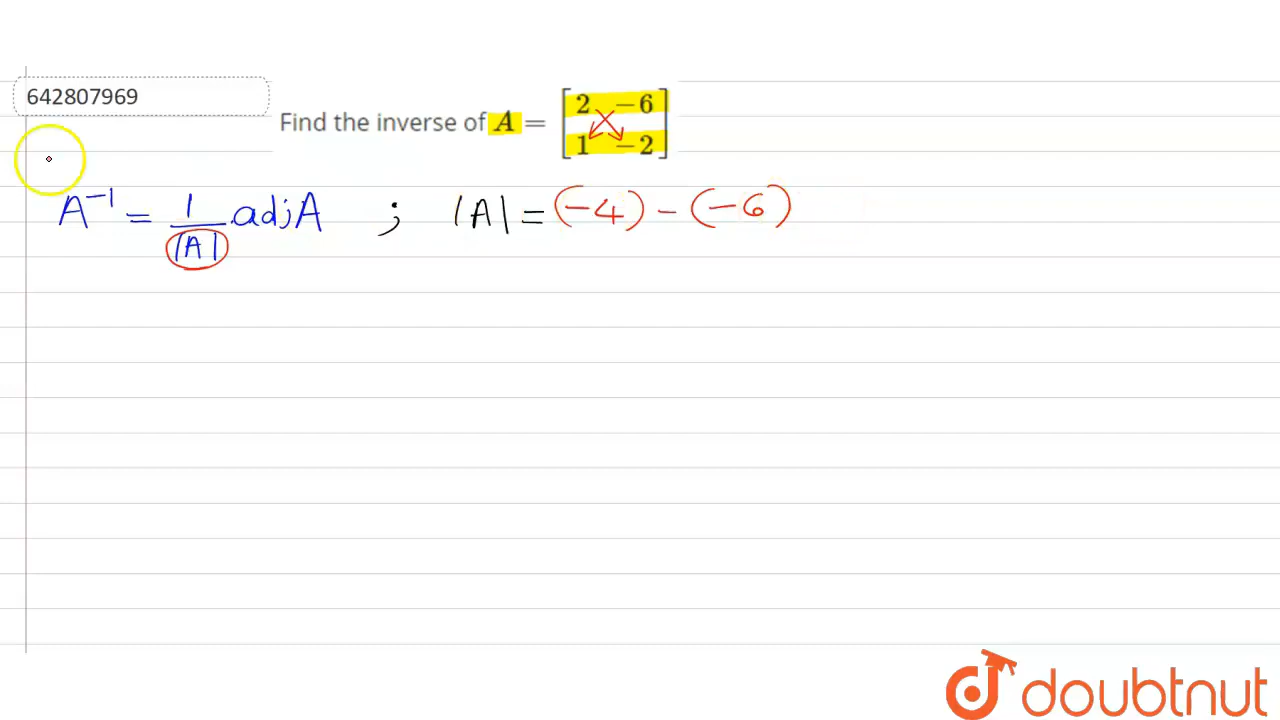 642807969
Find the inverse of A = [2 −6
1 −2]
A⁻¹ = 1/|A| adjA ; |A| = (−4) − (−6)
doubtnut